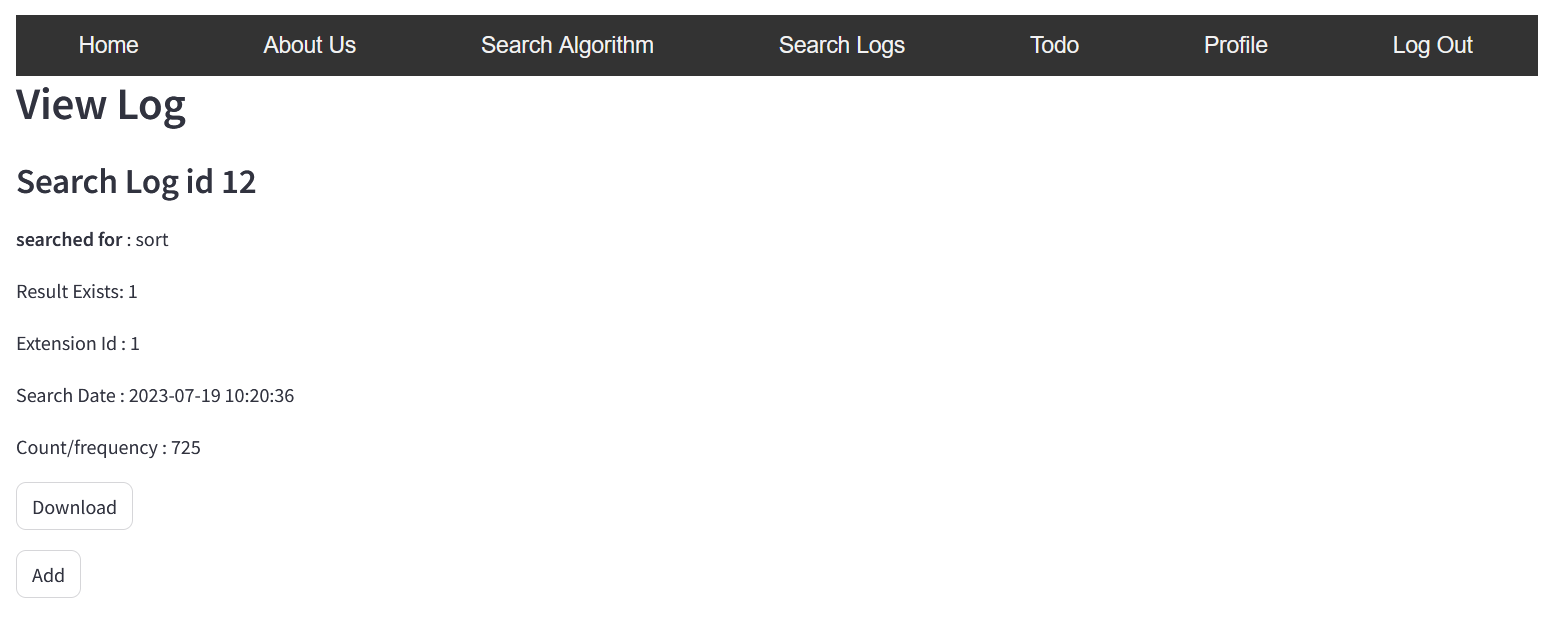 Home About Us Search Algorithm Search Logs Todo Profile Log Out
View Log
Search Log id 12
searched for : sort
Result Exists: 1
Extension Id : 1
Search Date : 2023-07-19 10:20:36
Count/frequency : 725
Download
Add